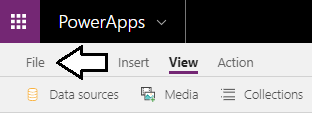 PowerApps
File Insert View Action
Data sources Media Collections